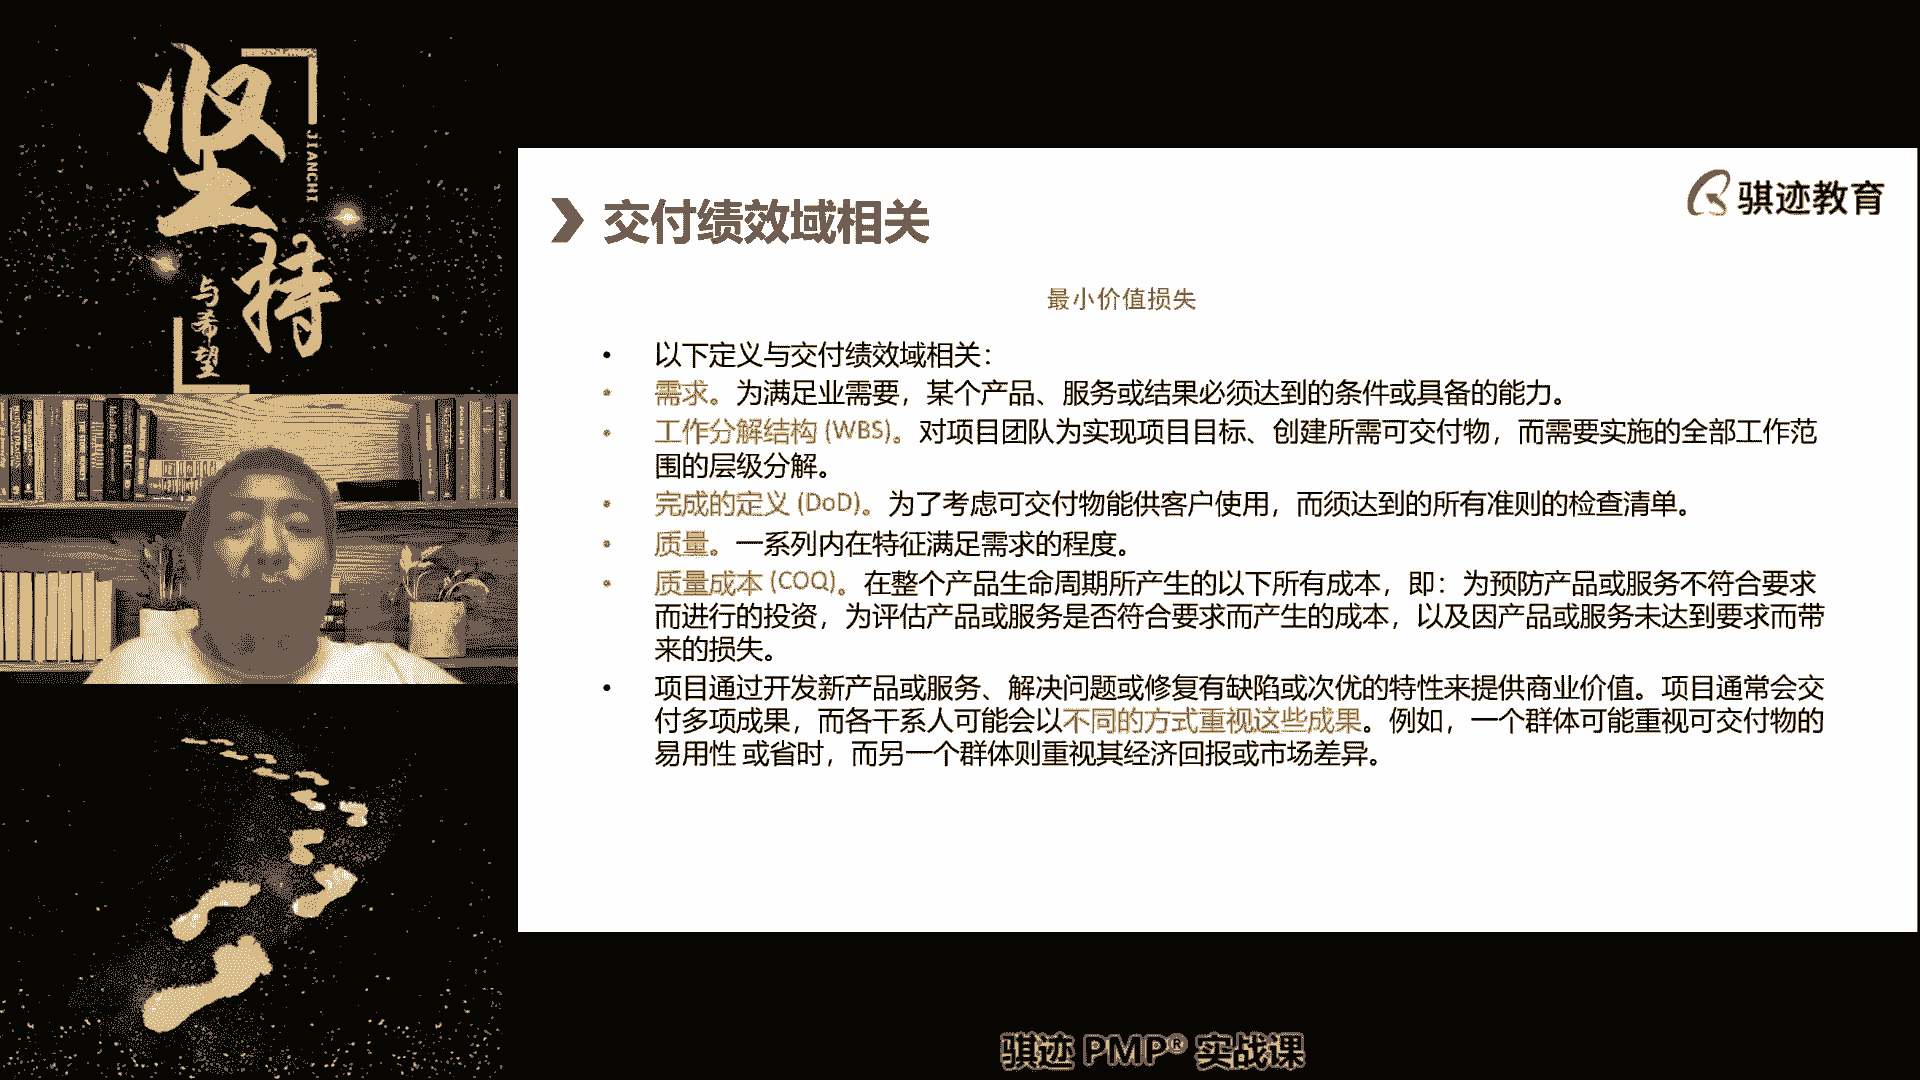 坚持
JIANCHI
与希望
骐迹教育
交付绩效域相关
最小价值损失
• 以下定义与交付绩效域相关：
• 需求。为满足业需要，某个产品、服务或结果必须达到的条件或具备的能力。
• 工作分解结构 (WBS)。对项目团队为实现项目目标、创建所需可交付物，而需要实施的全部工作范
围的层级分解。
• 完成的定义 (DoD)。为了考虑可交付物能供客户使用，而须达到的所有准则的检查清单。
• 质量。一系列内在特征满足需求的程度。
• 质量成本 (COQ)。在整个产品生命周期所产生的以下所有成本，即：为预防产品或服务不符合要求
而进行的投资，为评估产品或服务是否符合要求而产生的成本，以及因产品或服务未达到要求而带
来的损失。
• 项目通过开发新产品或服务、解决问题或修复有缺陷或次优的特性来提供商业价值。项目通常会交
付多项成果，而各干系人可能会以不同的方式重视这些成果。例如，一个群体可能重视可交付物的
易用性 或省时，而另一个群体则重视其经济回报或市场差异。
骐迹 PMP® 实战课